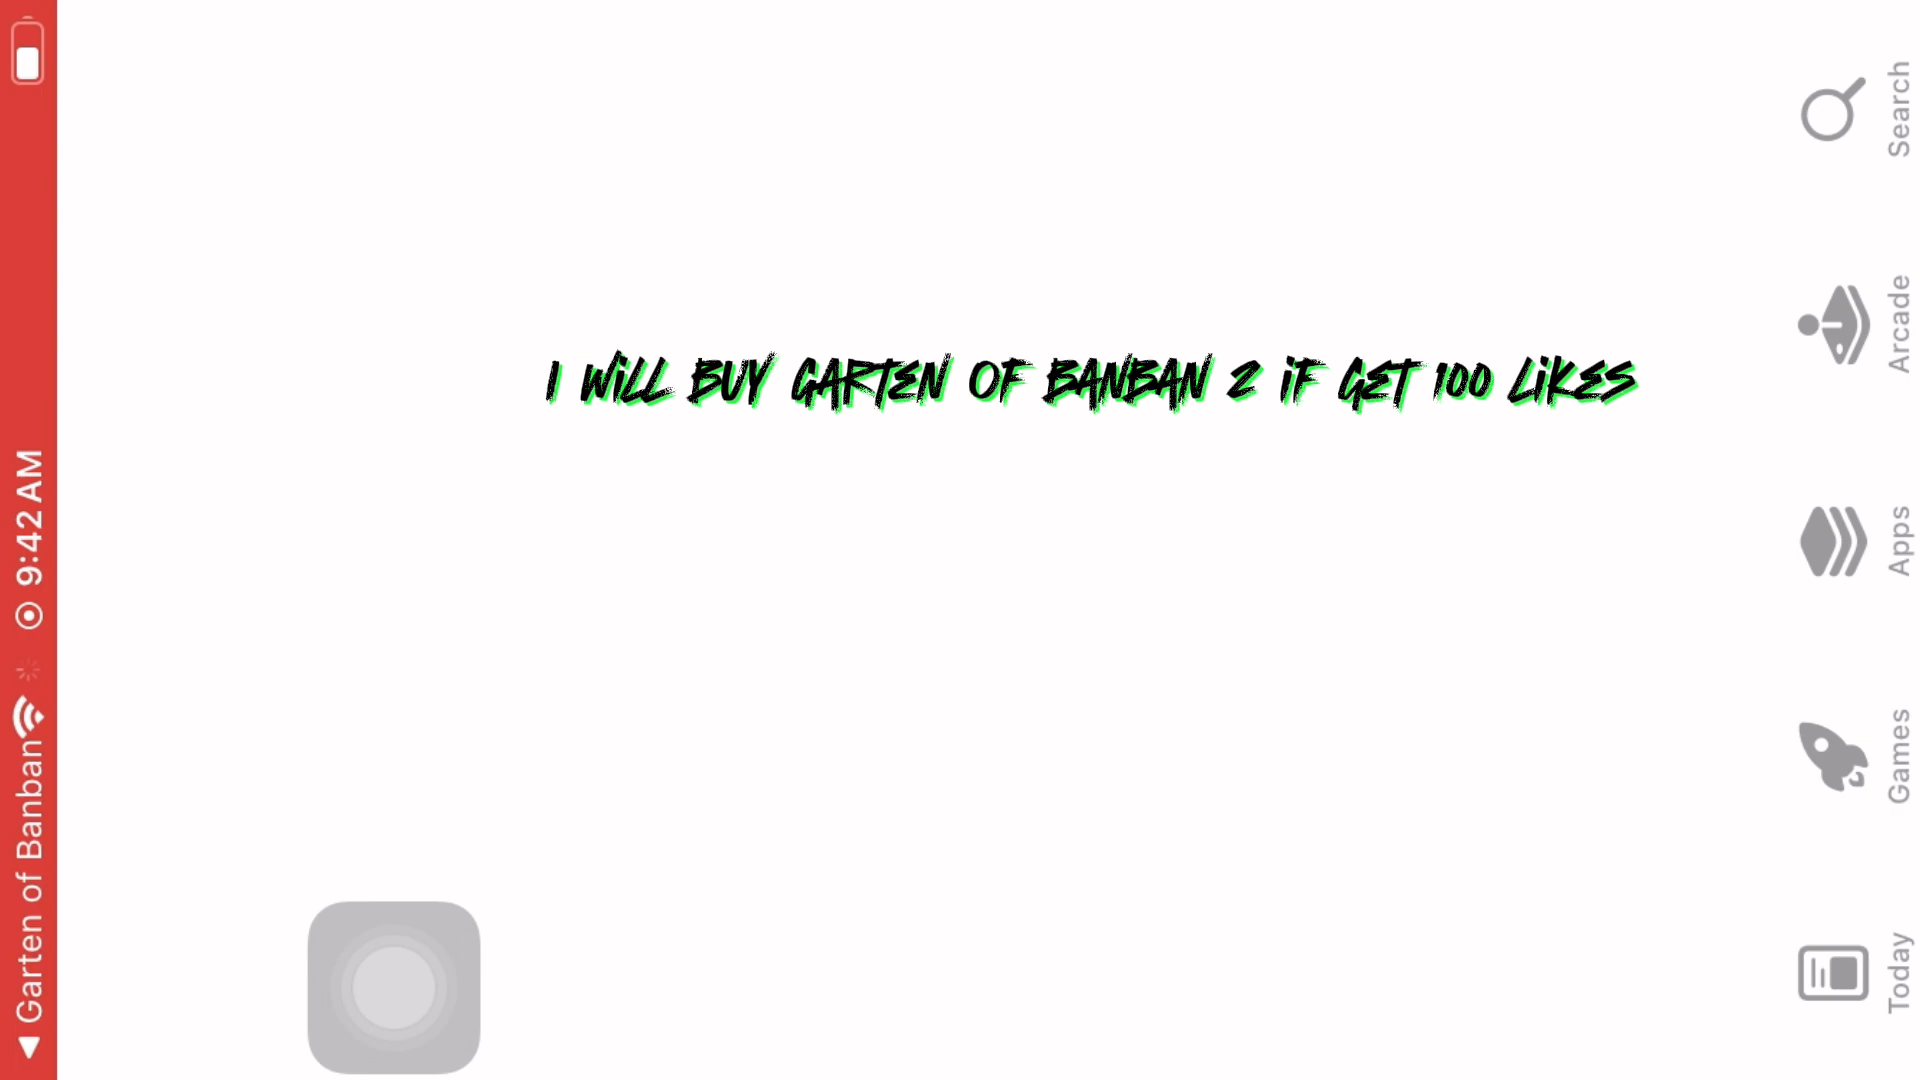 Garten of Banban
9:42 AM
I WILL BUY GARTEN OF BANBAN 2 IF GET 100 LIKES
Today
Games
Apps
Arcade
Search